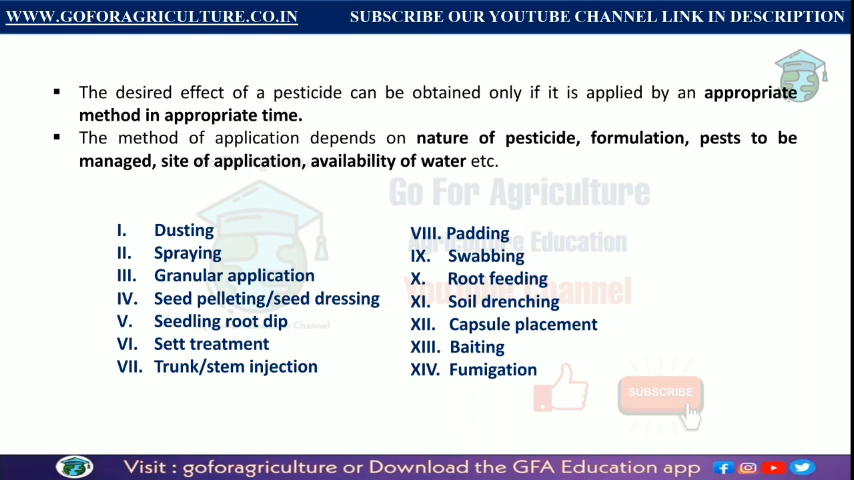 WWW.GOFORAGRICULTURE.CO.IN SUBSCRIBE OUR YOUTUBE CHANNEL LINK IN DESCRIPTION
▪ The desired effect of a pesticide can be obtained only if it is applied by an appropriate
method in appropriate time.
▪ The method of application depends on nature of pesticide, formulation, pests to be
managed, site of application, availability of water etc.
Go For Agriculture
Agriculture Education
YouTube Channel
Channel
I. Dusting
II. Spraying
III. Granular application
IV. Seed pelleting/seed dressing
V. Seedling root dip
VI. Sett treatment
VII. Trunk/stem injection
VIII. Padding
IX. Swabbing
X. Root feeding
XI. Soil drenching
XII. Capsule placement
XIII. Baiting
XIV. Fumigation
SUBSCRIBE
Visit : goforagriculture or Download the GFA Education app